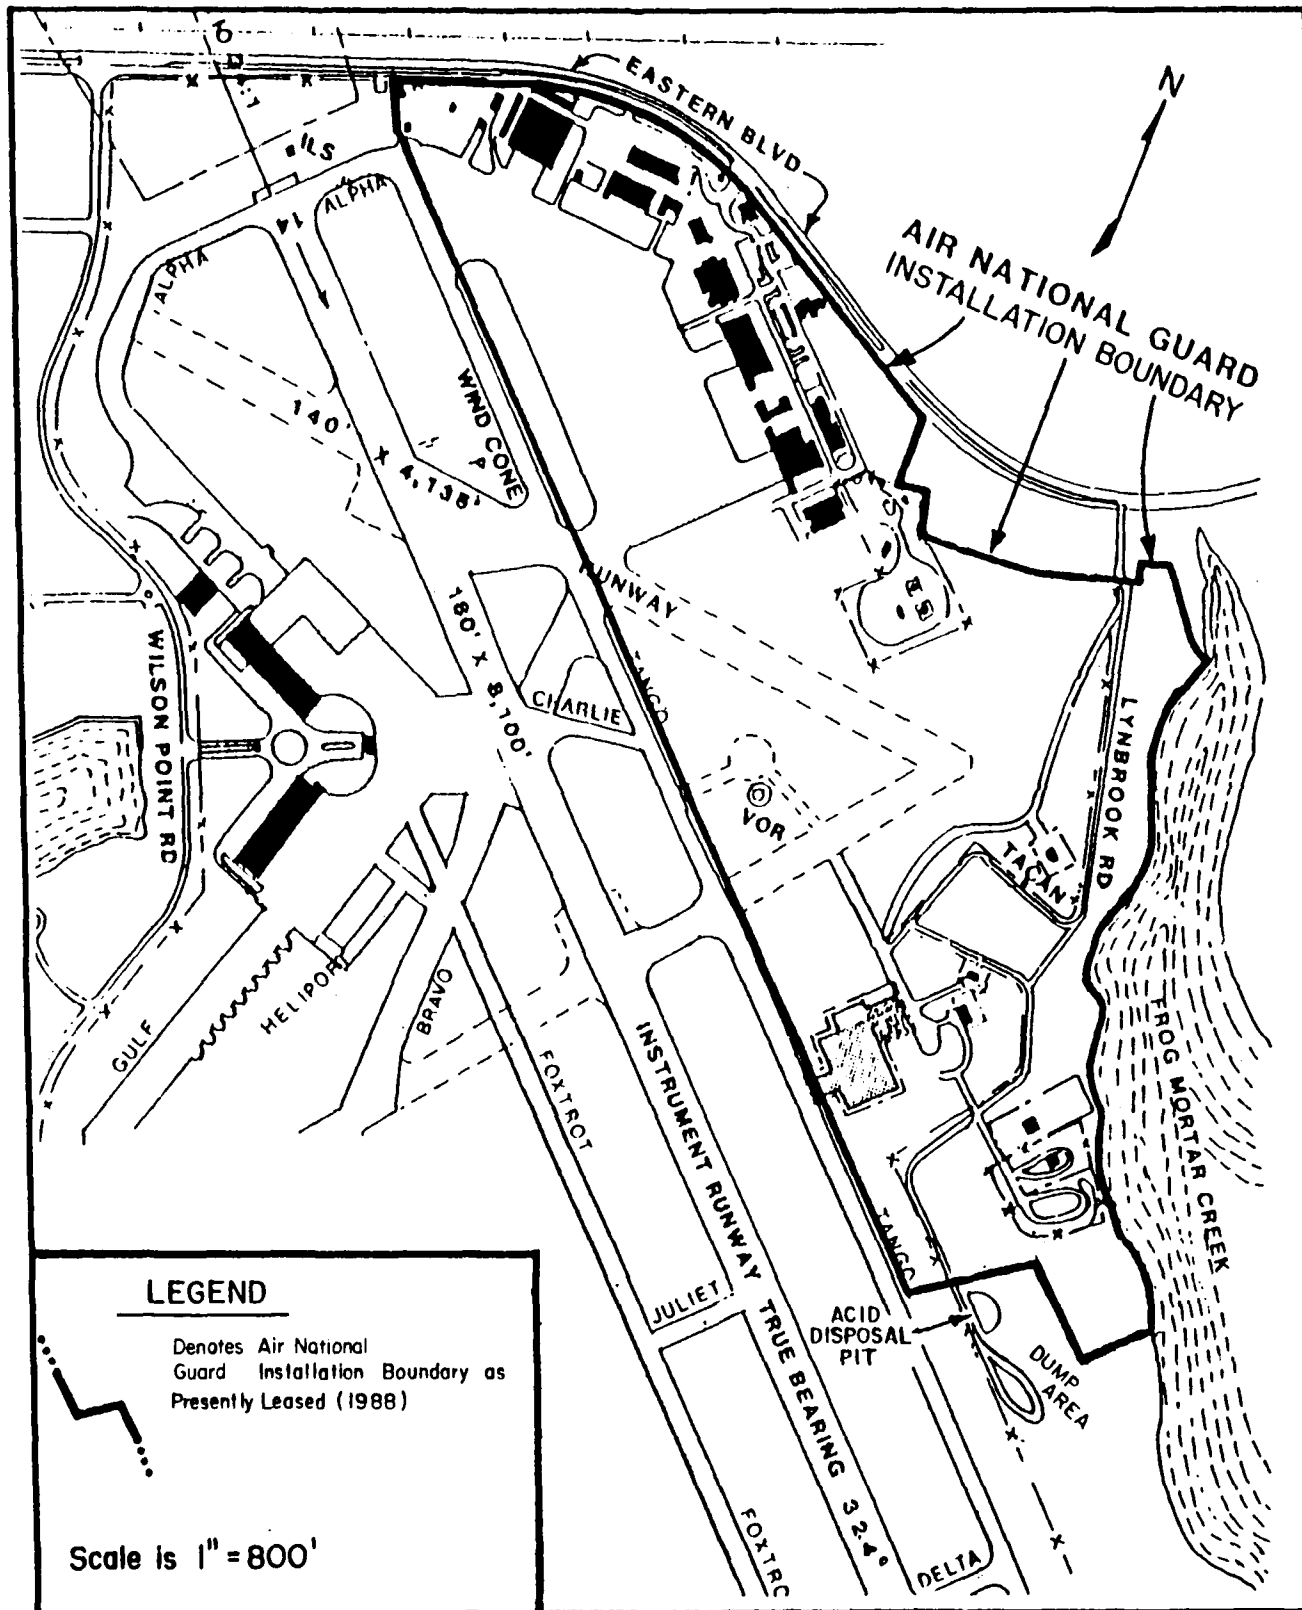 EASTERN BLVD
N
ILS
ALPHA
14
ALPHA
AIR NATIONAL GUARD
INSTALLATION BOUNDARY
WIND CONE
140'
X 4,135'
RUNWAY
180' X 8,100'
TANGO
CHARLIE
WILSON POINT RD
LYNBROOK RD
VOR
TACAN
HELIPORT
BRAVO
GULF
FOXTROT
INSTRUMENT RUNWAY TRUE BEARING 324°
FROG MORTAR CREEK
TANGO
JULIET
ACID
DISPOSAL
PIT
DUMP
AREA
FOXTRO
DELTA
LEGEND
Denotes Air National
Guard Installation Boundary as
Presently Leased (1988)
Scale is 1" = 800'